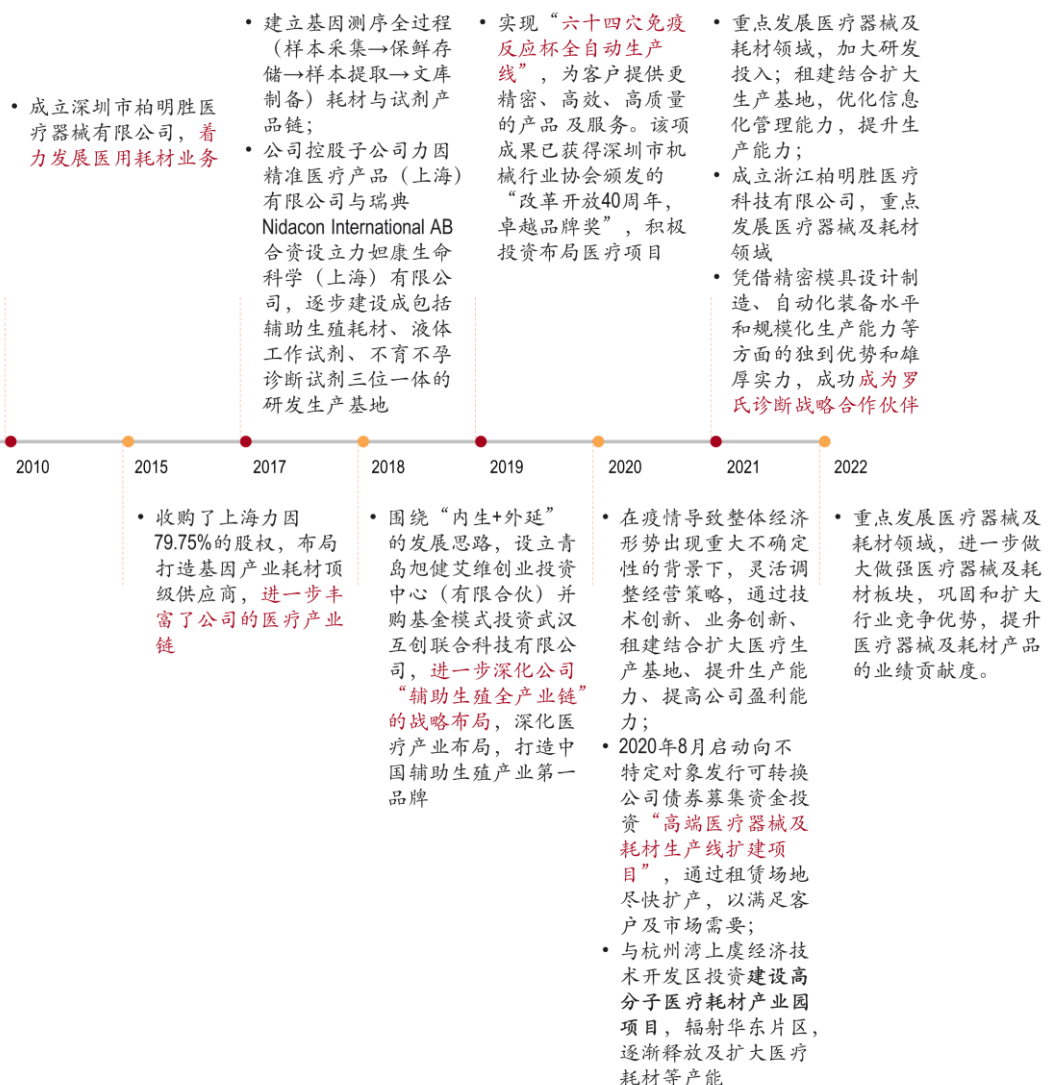 • 成立深圳市柏明胜医
疗器械有限公司，着
力发展医用耗材业务
• 建立基因测序全过程
（样本采集→保鲜存
储→样本提取→文库
制备）耗材与试剂产
品链；
• 公司控股子公司力因
精准医疗产品（上海）
有限公司与瑞典
Nidacon International AB
合资设立力妲康生命
科学（上海）有限公
司，逐步建设成包括
辅助生殖耗材、液体
工作试剂、不育不孕
诊断试剂三位一体的
研发生产基地
• 实现“六十四穴免疫
反应杯全自动生产
线”，为客户提供更
精密、高效、高质量
的产品及服务。该项
成果已获得深圳市机
械行业协会颁发的
“改革开放40周年，
卓越品牌奖”，积极
投资布局医疗项目
• 重点发展医疗器械及
耗材领域，加大研发
投入；租建结合扩大
生产基地，优化信息
化管理能力，提升生
产能力；
• 成立浙江柏明胜医疗
科技有限公司，重点
发展医疗器械及耗材
领域
• 凭借精密模具设计制
造、自动化装备水平
和规模化生产能力等
方面的独到优势和雄
厚实力，成功成为罗
氏诊断战略合作伙伴
2010
2015
2017
2018
2019
2020
2021
2022
• 收购了上海力因
79.75%的股权，布局
打造基因产业耗材顶
级供应商，进一步丰
富了公司的医疗产业
链
• 围绕“内生+外延”
的发展思路，设立青
岛旭健艾维创业投资
中心（有限合伙）并
购基金模式投资武汉
互创联合科技有限公
司，进一步深化公司
“辅助生殖全产业链”
的战略布局，深化医
疗产业布局，打造中
国辅助生殖产业第一
品牌
• 在疫情导致整体经济
形势出现重大不确定
性的背景下，灵活调
整经营策略，通过技
术创新、业务创新、
租建结合扩大医疗生
产基地、提升生产能
力、提高公司盈利能
力；
• 2020年8月启动向不
特定对象发行可转换
公司债券募集资金投
资“高端医疗器械及
耗材生产线扩建项
目”，通过租赁场地
尽快扩产，以满足客
户及市场需要；
• 与杭州湾上虞经济技
术开发区投资建设高
分子医疗耗材产业园
项目，辐射华东片区，
逐渐释放及扩大医疗
耗材等产能
• 重点发展医疗器械及
耗材领域，进一步做
大做强医疗器械及耗
材板块，巩固和扩大
行业竞争优势，提升
医疗器械及耗材产品
的业绩贡献度。